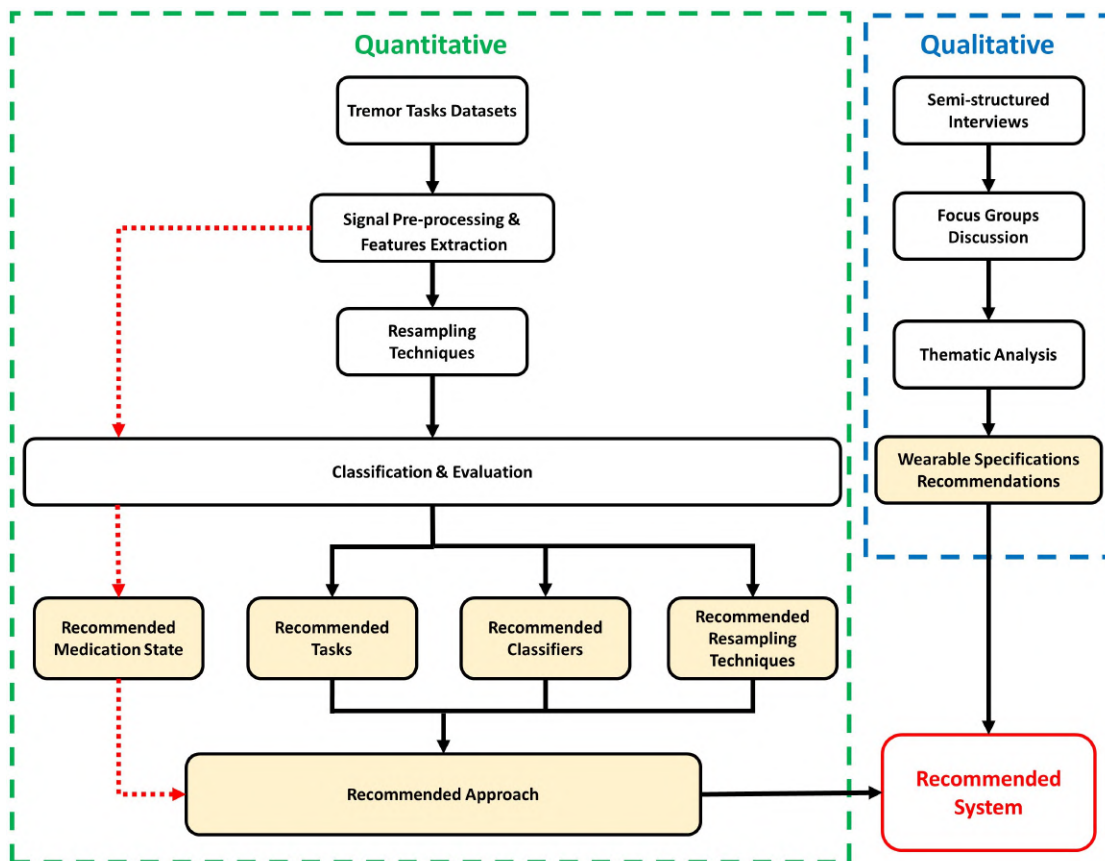 Quantitative
Tremor Tasks Datasets
Signal Pre-processing &
Features Extraction
Resampling
Techniques
Classification & Evaluation
Recommended
Medication State
Recommended
Tasks
Recommended
Classifiers
Recommended
Resampling
Techniques
Recommended Approach
Qualitative
Semi-structured
Interviews
Focus Groups
Discussion
Thematic Analysis
Wearable Specifications
Recommendations
Recommended
System